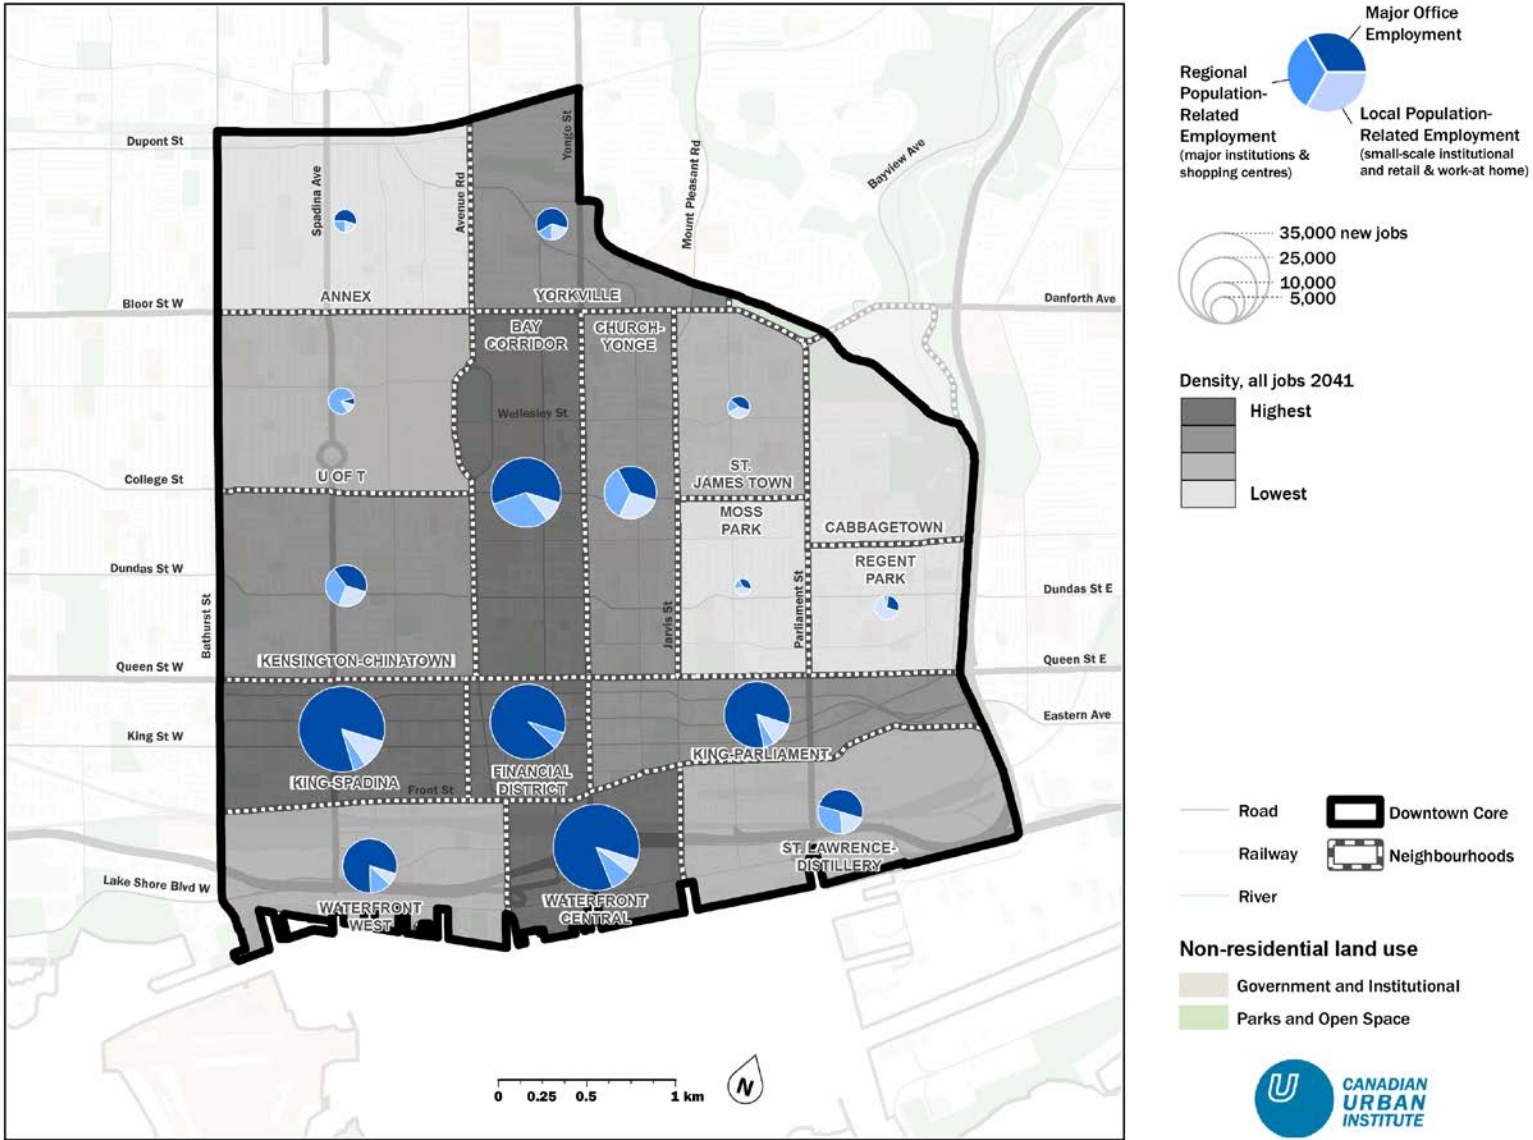 Major Office
Employment
Regional
Population-
Related
Employment
(major institutions &
shopping centres)
Local Population-
Related Employment
(small-scale institutional
and retail & work-at home)
35,000 new jobs
25,000
10,000
5,000
Density, all jobs 2041
Highest
Lowest
Road
Railway
River
Downtown Core
Neighbourhoods
Non-residential land use
Government and Institutional
Parks and Open Space
U
CANADIAN
URBAN
INSTITUTE
Dupont St
Spadina Ave
Avenue Rd
Yonge St
Mount Pleasant Rd
Bayview Ave
ANNEX
YORKVILLE
Bloor St W
Danforth Ave
BAY
CORRIDOR
CHURCH-
YONGE
Wellesley St
U OF T
College St
ST.
JAMES TOWN
MOSS
PARK
CABBAGETOWN
REGENT
PARK
Dundas St W
Dundas St E
Bathurst St
Jarvis St
Parliament St
KENSINGTON-CHINATOWN
Queen St W
Queen St E
Eastern Ave
King St W
KING-SPADINA
FINANCIAL
DISTRICT
KING-PARLIAMENT
Front St
ST. LAWRENCE-
DISTILLERY
Lake Shore Blvd W
WATERFRONT
WEST
WATERFRONT
CENTRAL
0 0.25 0.5 1 km
N